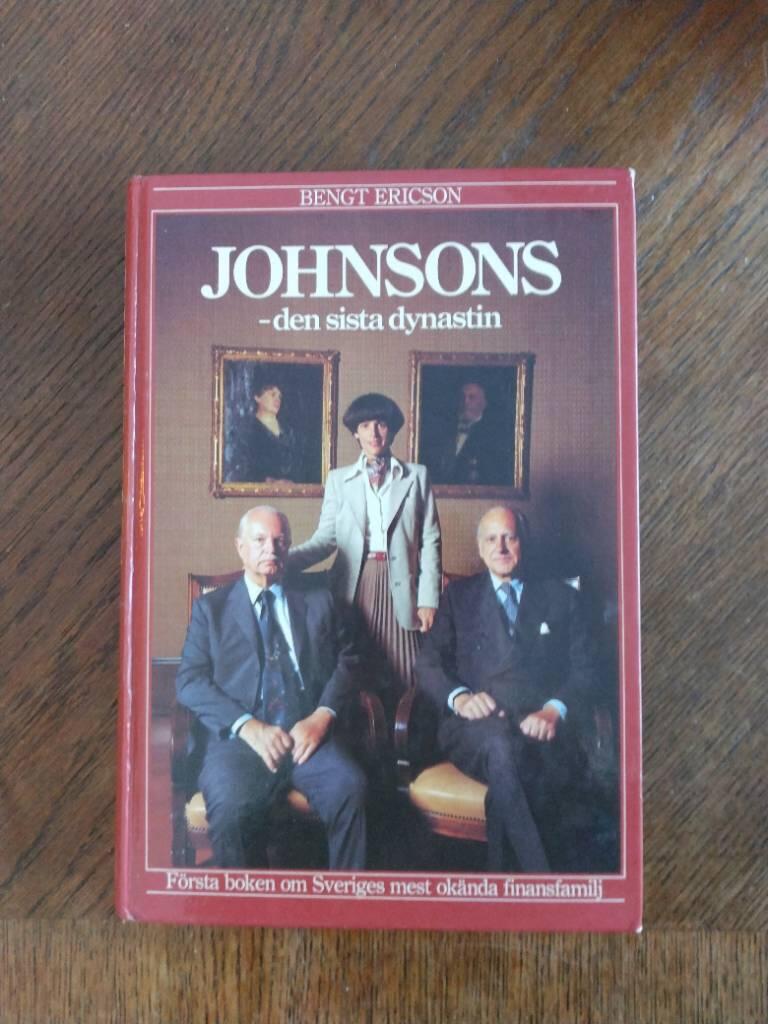 BENGT ERICSON
JOHNSONS
–den sista dynastin
Första boken om Sveriges mest okända finansfamilj